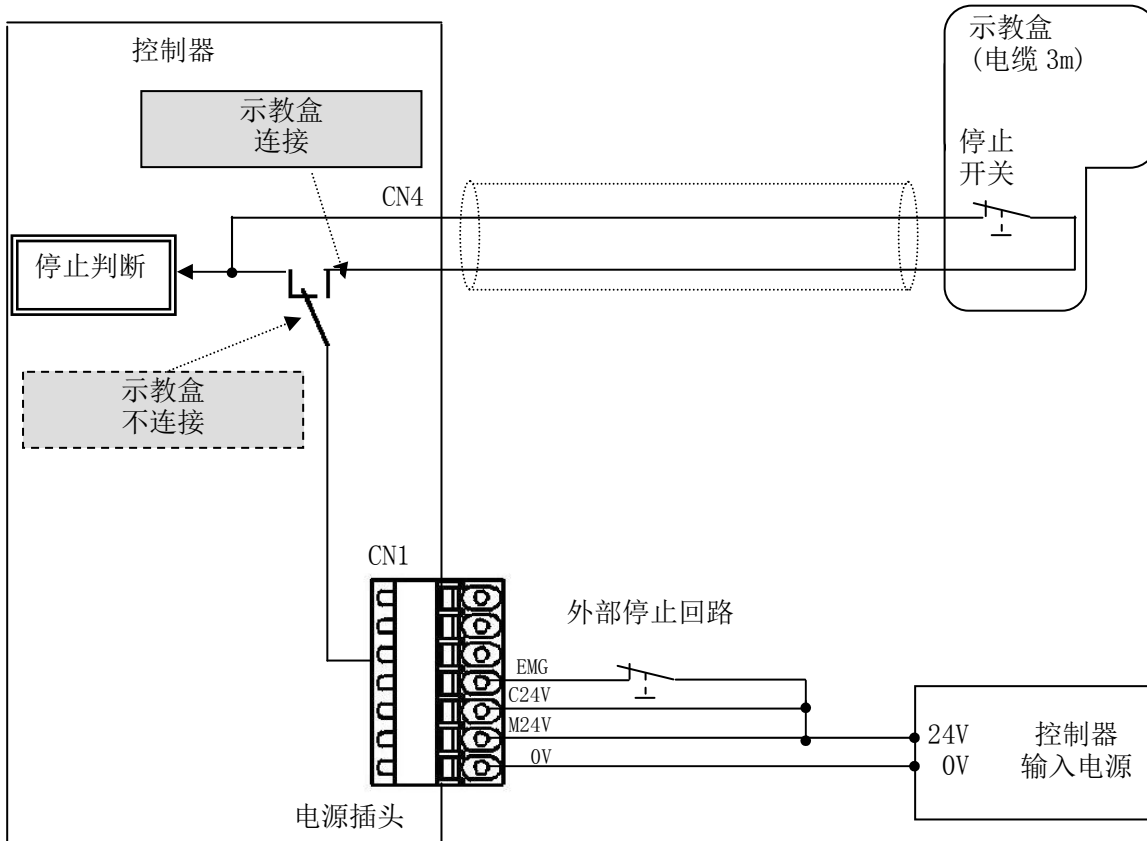 控制器
示教盒
(电缆 3m)
示教盒
连接
停止
开关
CN4
停止判断
示教盒
不连接
CN1
外部停止回路
EMG
C24V
M24V
0V
24V
0V
控制器
输入电源
电源插头